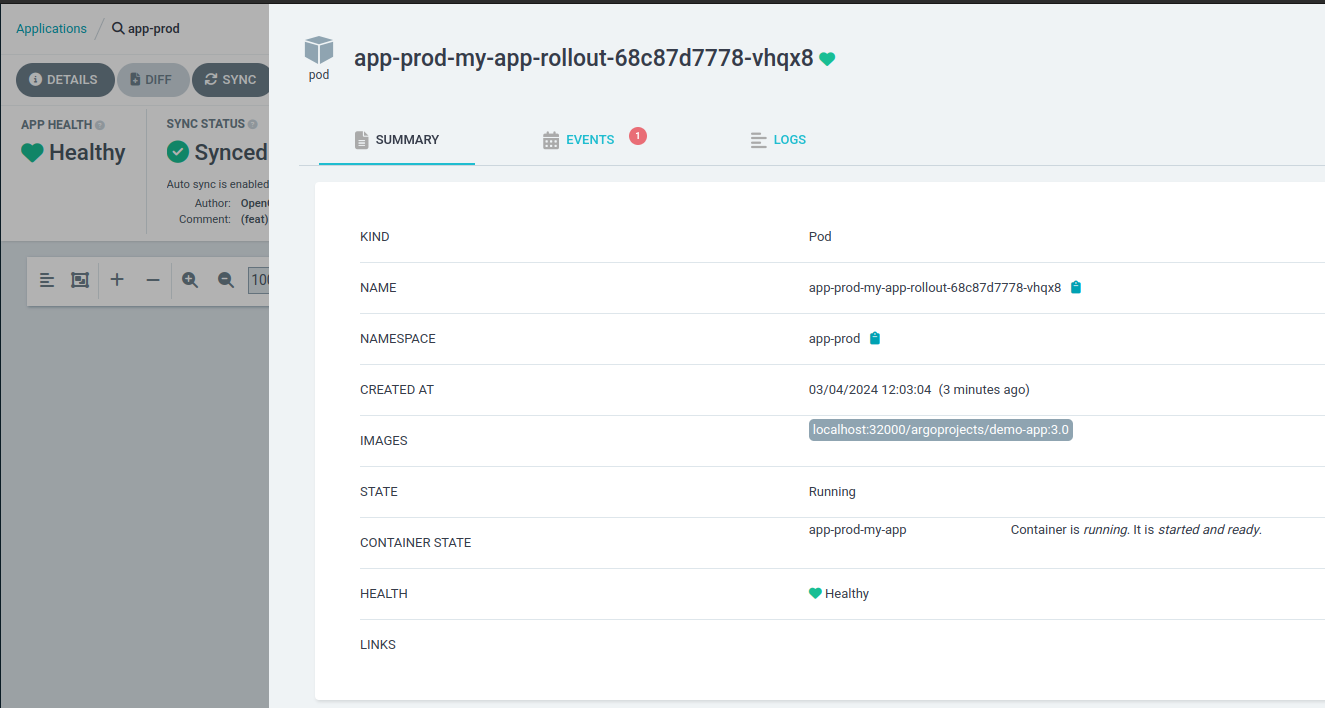 Applications / app-prod
DETAILS DIFF SYNC
APP HEALTH
Healthy
SYNC STATUS
Synced
Auto sync is enabled
Author:
Comment: (feat)
100
pod
app-prod-my-app-rollout-68c87d7778-vhqx8
SUMMARY EVENTS 1 LOGS
KIND Pod
NAME app-prod-my-app-rollout-68c87d7778-vhqx8
NAMESPACE app-prod
CREATED AT 03/04/2024 12:03:04 (3 minutes ago)
IMAGES localhost:32000/argoprojects/demo-app:3.0
STATE Running
CONTAINER STATE app-prod-my-app Container is running. It is started and ready.
HEALTH Healthy
LINKS